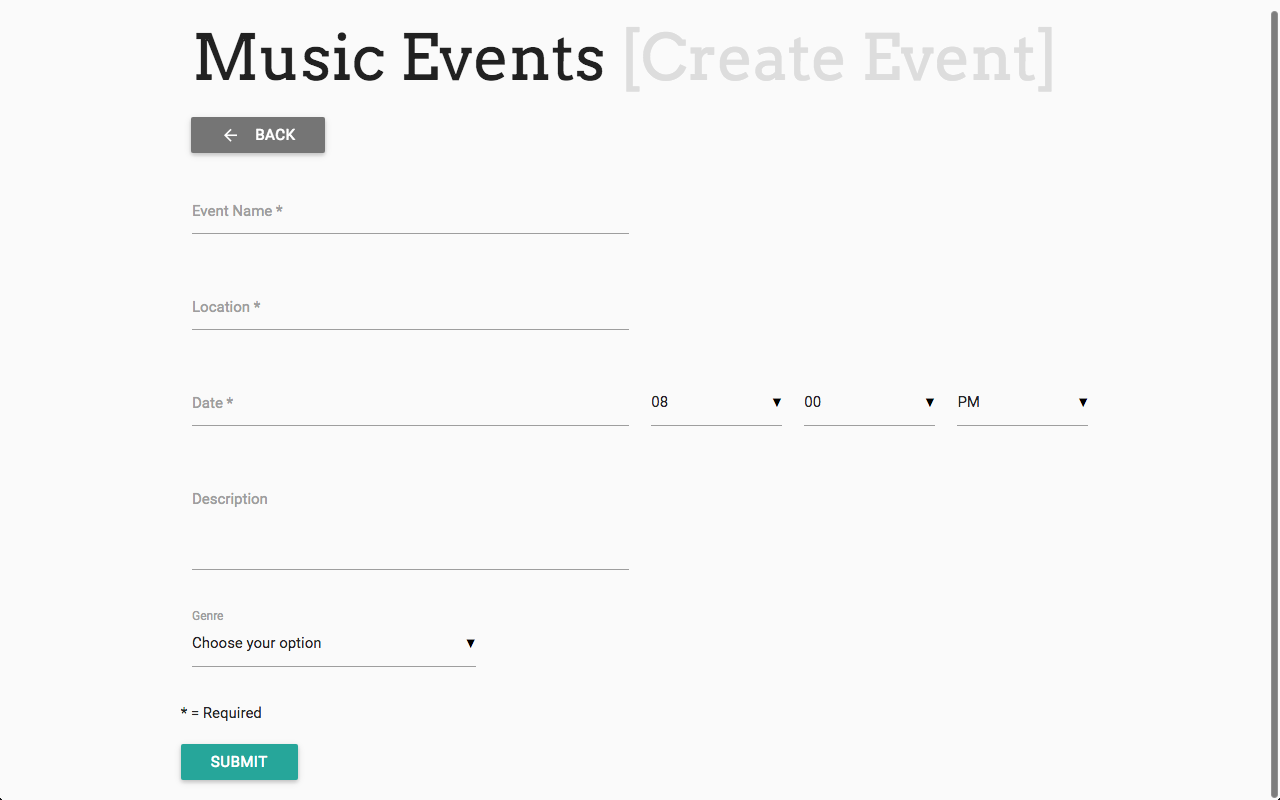 Music Events [Create Event]
BACK
Event Name *
Location *
Date * 08 00 PM
Description
Genre
Choose your option
* = Required
SUBMIT